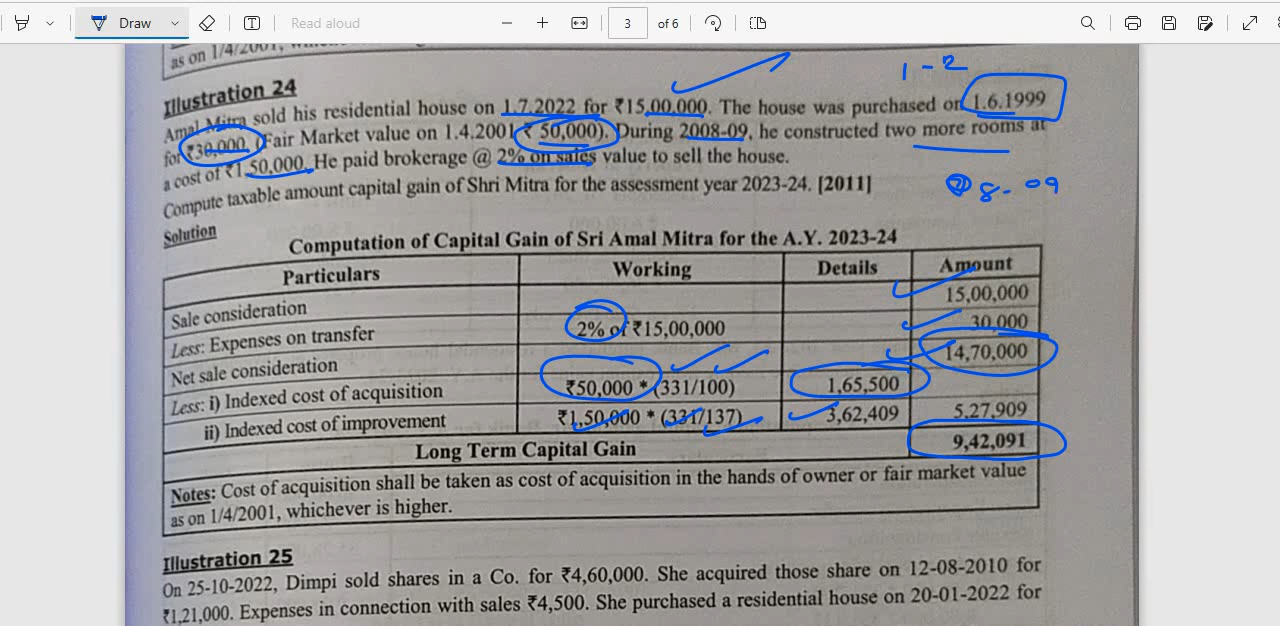 Draw
Read aloud
3 of 6
as on 1/4/2001,
Illustration 24
Amal Mitra sold his residential house on 1.7.2022 for ₹15,00,000. The house was purchased on 1.6.1999
for ₹30,000. (Fair Market value on 1.4.2001 ₹ 50,000). During 2008-09, he constructed two more rooms at
a cost of ₹1,50,000. He paid brokerage @ 2% on sales value to sell the house.
Compute taxable amount capital gain of Shri Mitra for the assessment year 2023-24. [2011]
1-2
8-09
Solution
Computation of Capital Gain of Sri Amal Mitra for the A.Y. 2023-24
Particulars Working Details Amount
Sale consideration 15,00,000
Less: Expenses on transfer 2% of ₹15,00,000 30,000
Net sale consideration 14,70,000
Less: i) Indexed cost of acquisition ₹50,000 * (331/100) 1,65,500
ii) Indexed cost of improvement ₹1,50,000 * (331/137) 3,62,409 5,27,909
Long Term Capital Gain 9,42,091
Notes: Cost of acquisition shall be taken as cost of acquisition in the hands of owner or fair market value
as on 1/4/2001, whichever is higher.
Illustration 25
On 25-10-2022, Dimpi sold shares in a Co. for ₹4,60,000. She acquired those share on 12-08-2010 for
₹1,21,000. Expenses in connection with sales ₹4,500. She purchased a residential house on 20-01-2022 for